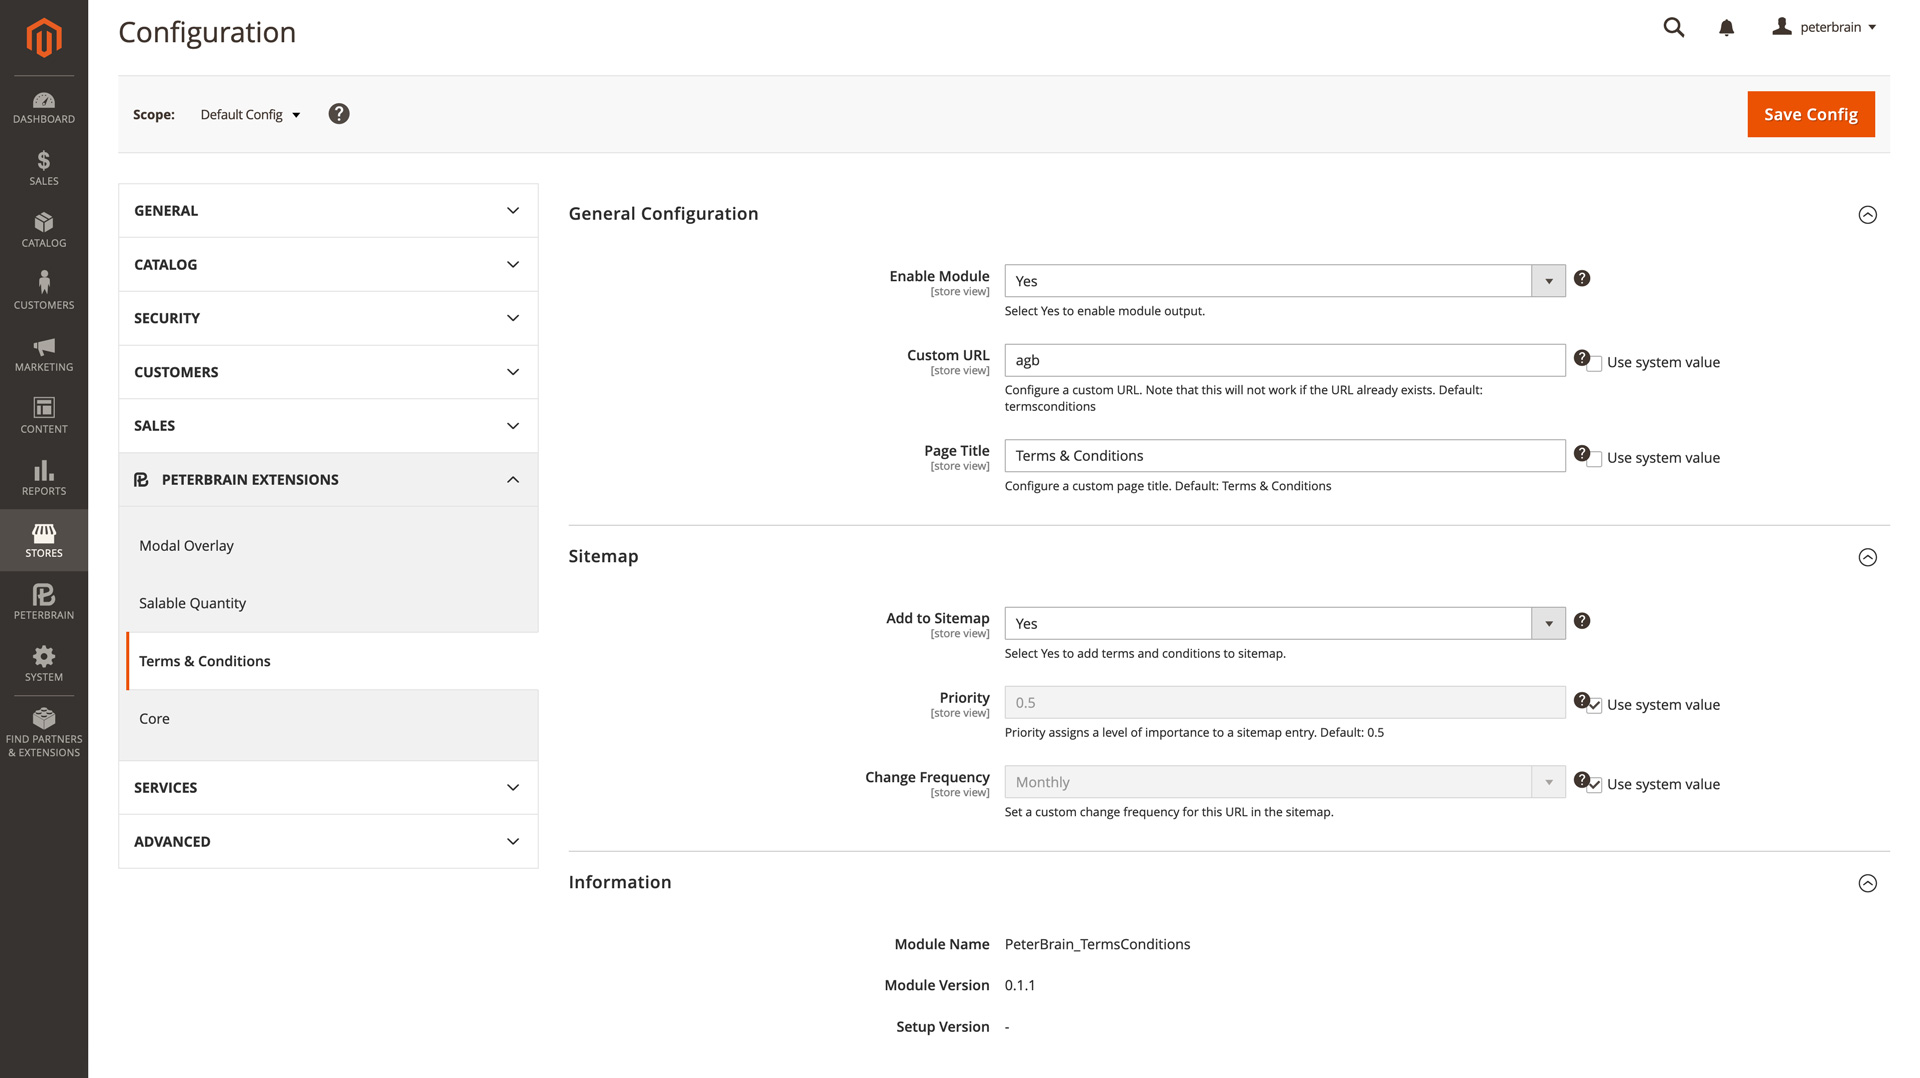 Configuration
peterbrain
Scope: Default Config ?
Save Config
DASHBOARD
SALES
CATALOG
CUSTOMERS
MARKETING
CONTENT
REPORTS
STORES
PETERBRAIN
SYSTEM
FIND PARTNERS
& EXTENSIONS
GENERAL
CATALOG
SECURITY
CUSTOMERS
SALES
PETERBRAIN EXTENSIONS
Modal Overlay
Salable Quantity
Terms & Conditions
Core
SERVICES
ADVANCED
General Configuration
Enable Module Yes ?
[store view]
Select Yes to enable module output.
Custom URL agb ? Use system value
[store view]
Configure a custom URL. Note that this will not work if the URL already exists. Default:
termsconditions
Page Title Terms & Conditions ? Use system value
[store view]
Configure a custom page title. Default: Terms & Conditions
Sitemap
Add to Sitemap Yes ?
[store view]
Select Yes to add terms and conditions to sitemap.
Priority 0.5 ? Use system value
[store view]
Priority assigns a level of importance to a sitemap entry. Default: 0.5
Change Frequency Monthly ? Use system value
[store view]
Set a custom change frequency for this URL in the sitemap.
Information
Module Name PeterBrain_TermsConditions
Module Version 0.1.1
Setup Version -